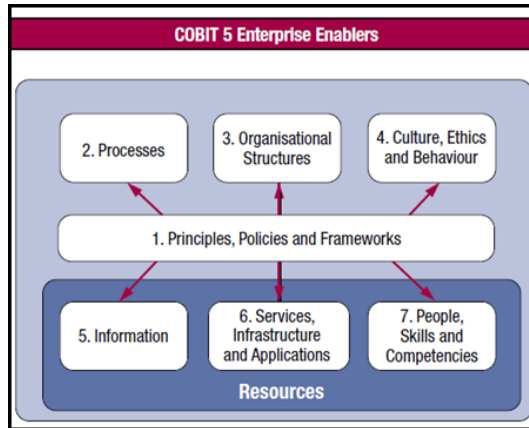 COBIT 5 Enterprise Enablers
2. Processes
3. Organisational
Structures
4. Culture, Ethics
and Behaviour
1. Principles, Policies and Frameworks
5. Information
6. Services,
Infrastructure
and Applications
7. People,
Skills and
Competencies
Resources